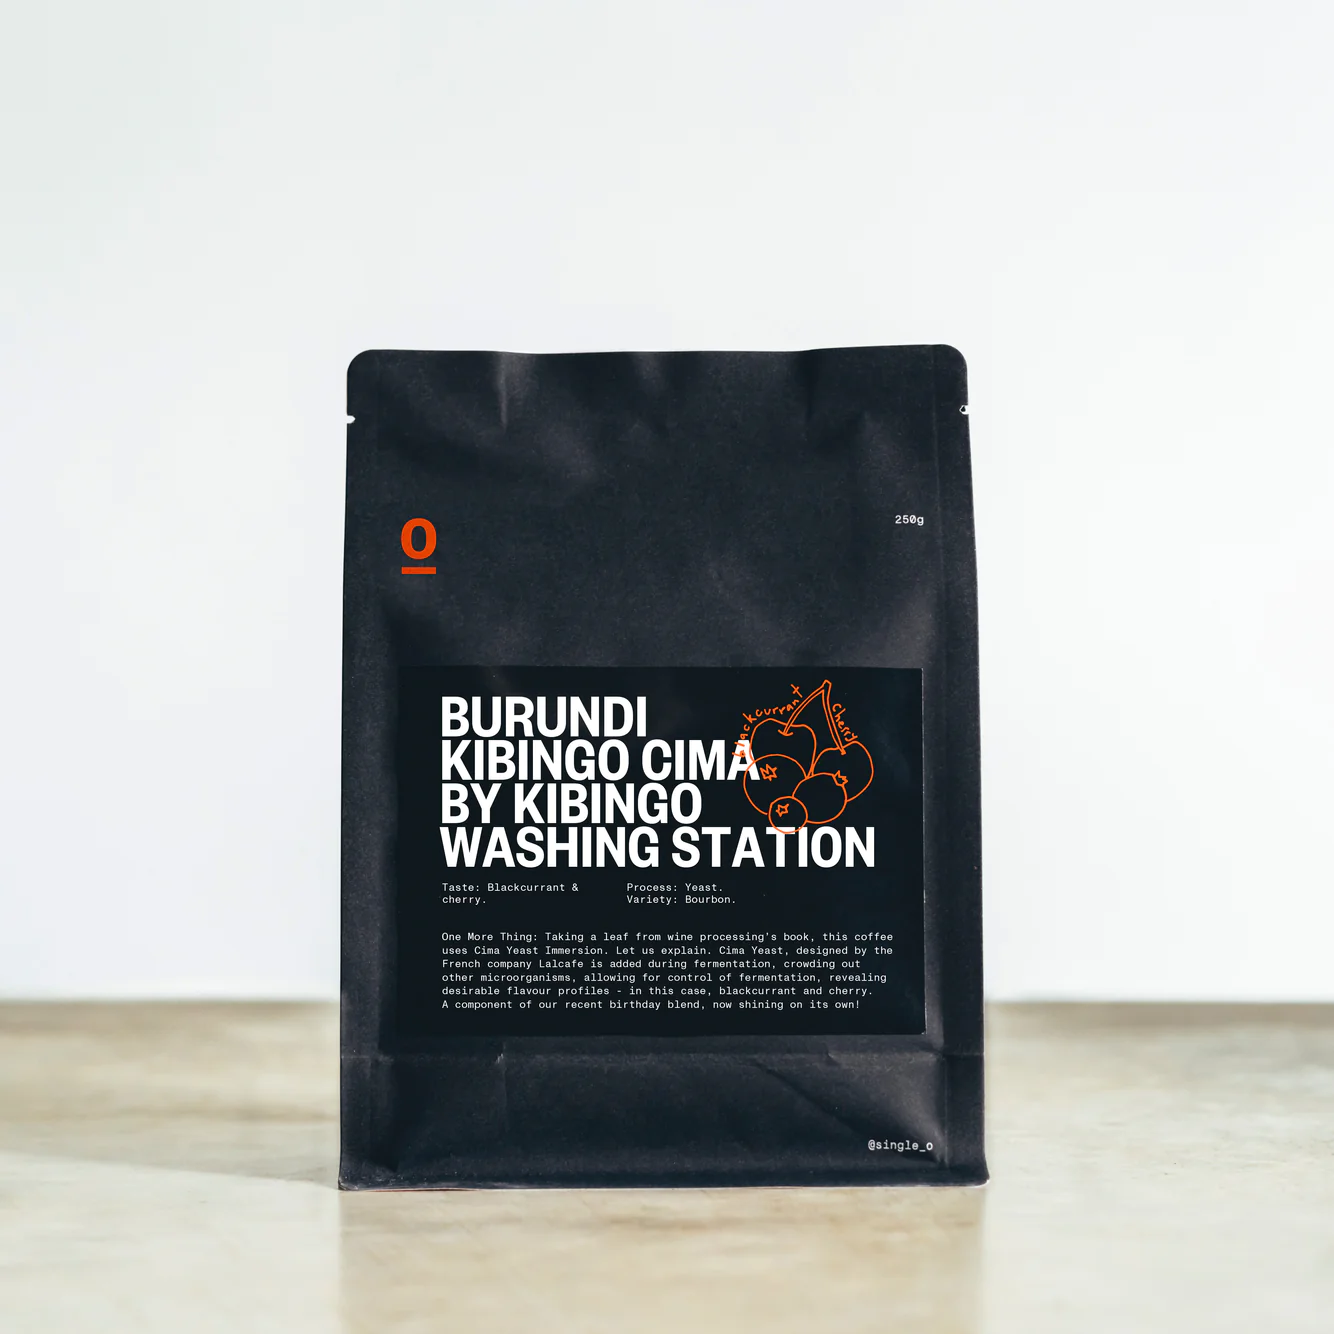 O
250g
blackcurrant
cherry
BURUNDI
KIBINGO CIMA
BY KIBINGO
WASHING STATION
Taste: Blackcurrant &
cherry.
Process: Yeast.
Variety: Bourbon.
One More Thing: Taking a leaf from wine processing's book, this coffee
uses Cima Yeast Immersion. Let us explain. Cima Yeast, designed by the
French company Lalcafe is added during fermentation, crowding out
other microorganisms, allowing for control of fermentation, revealing
desirable flavour profiles - in this case, blackcurrant and cherry.
A component of our recent birthday blend, now shining on its own!
@single_o